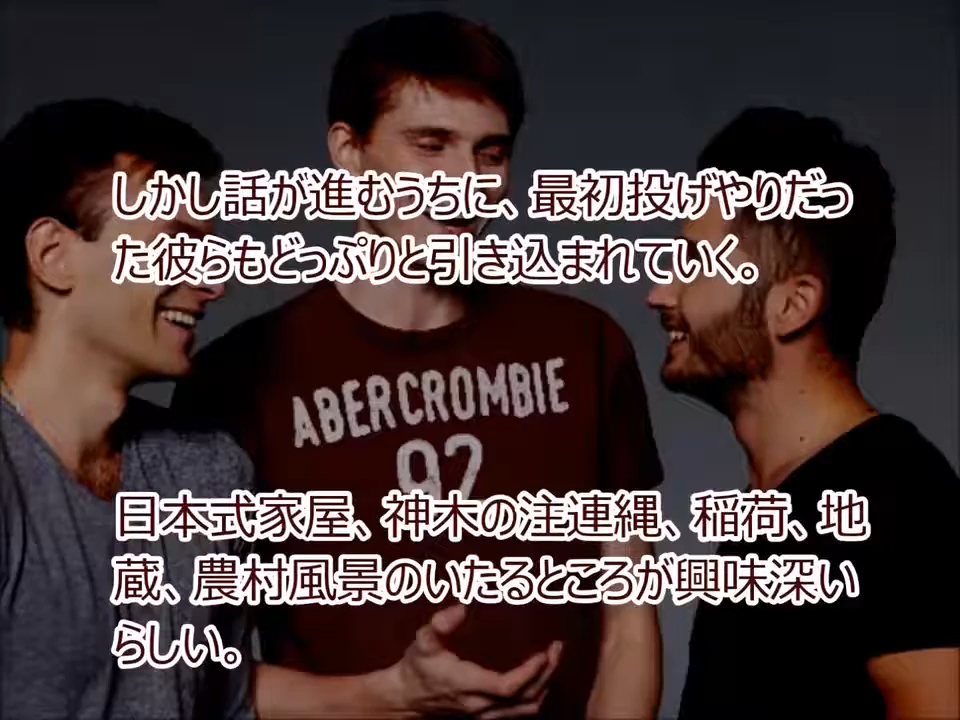 しかし話が進むうちに、最初投げやりだっ
た彼らもどっぷりと引き込まれていく。
ABERCROMBIE
92
日本式家屋、神木の注連縄、稲荷、地
蔵、農村風景のいたるところが興味深い
らしい。